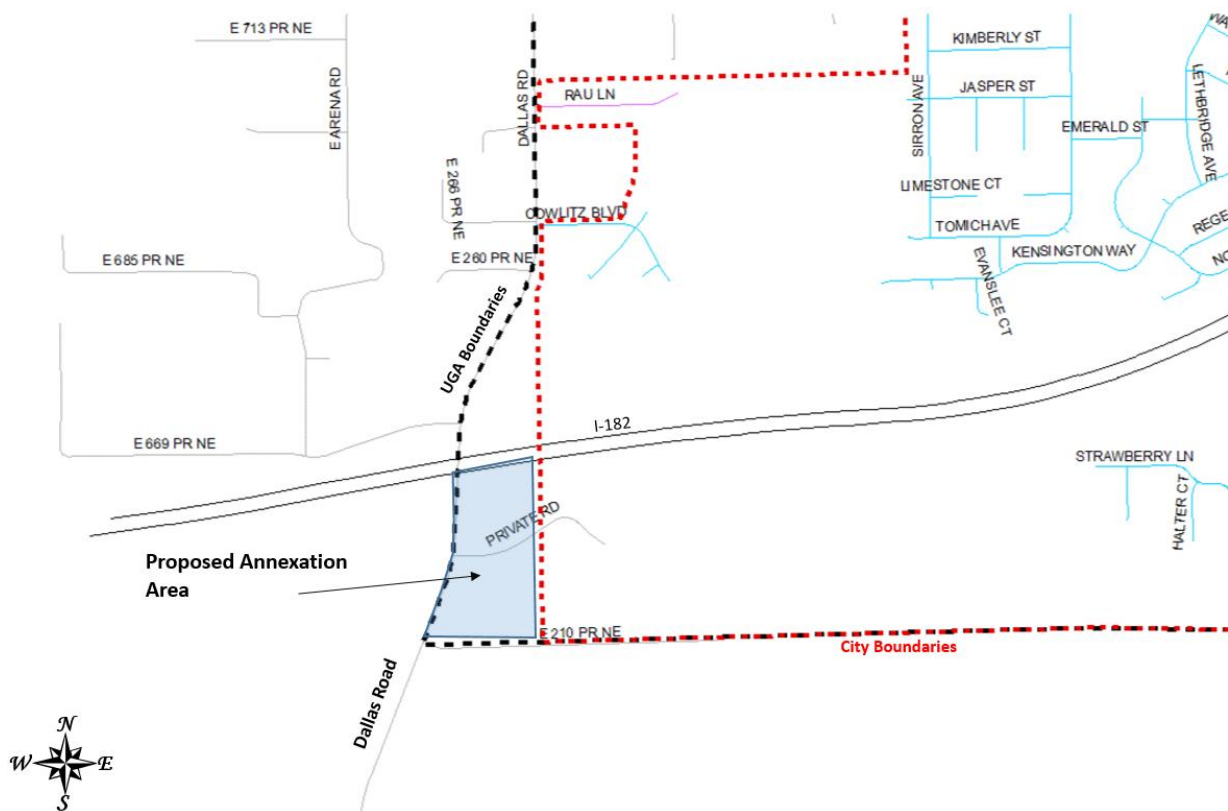 E 713 PR NE
E ARENA RD
DALLAS RD
RAU LN
KIMBERLY ST
JASPER ST
SIRRON AVE
EMERALD ST
LETHBRIDGE AVE
WA
E 266 PR NE
LIMESTONE CT
COWLITZ BLVD
TOMICH AVE
REGE
KENSINGTON WAY
NO
E 685 PR NE
E 260 PR NE
EVANSLEE CT
UGA Boundaries
I-182
E 669 PR NE
STRAWBERRY LN
HALTER CT
PRIVATE RD
Proposed Annexation
Area
E 210 PR NE
City Boundaries
Dallas Road
N
W
E
S